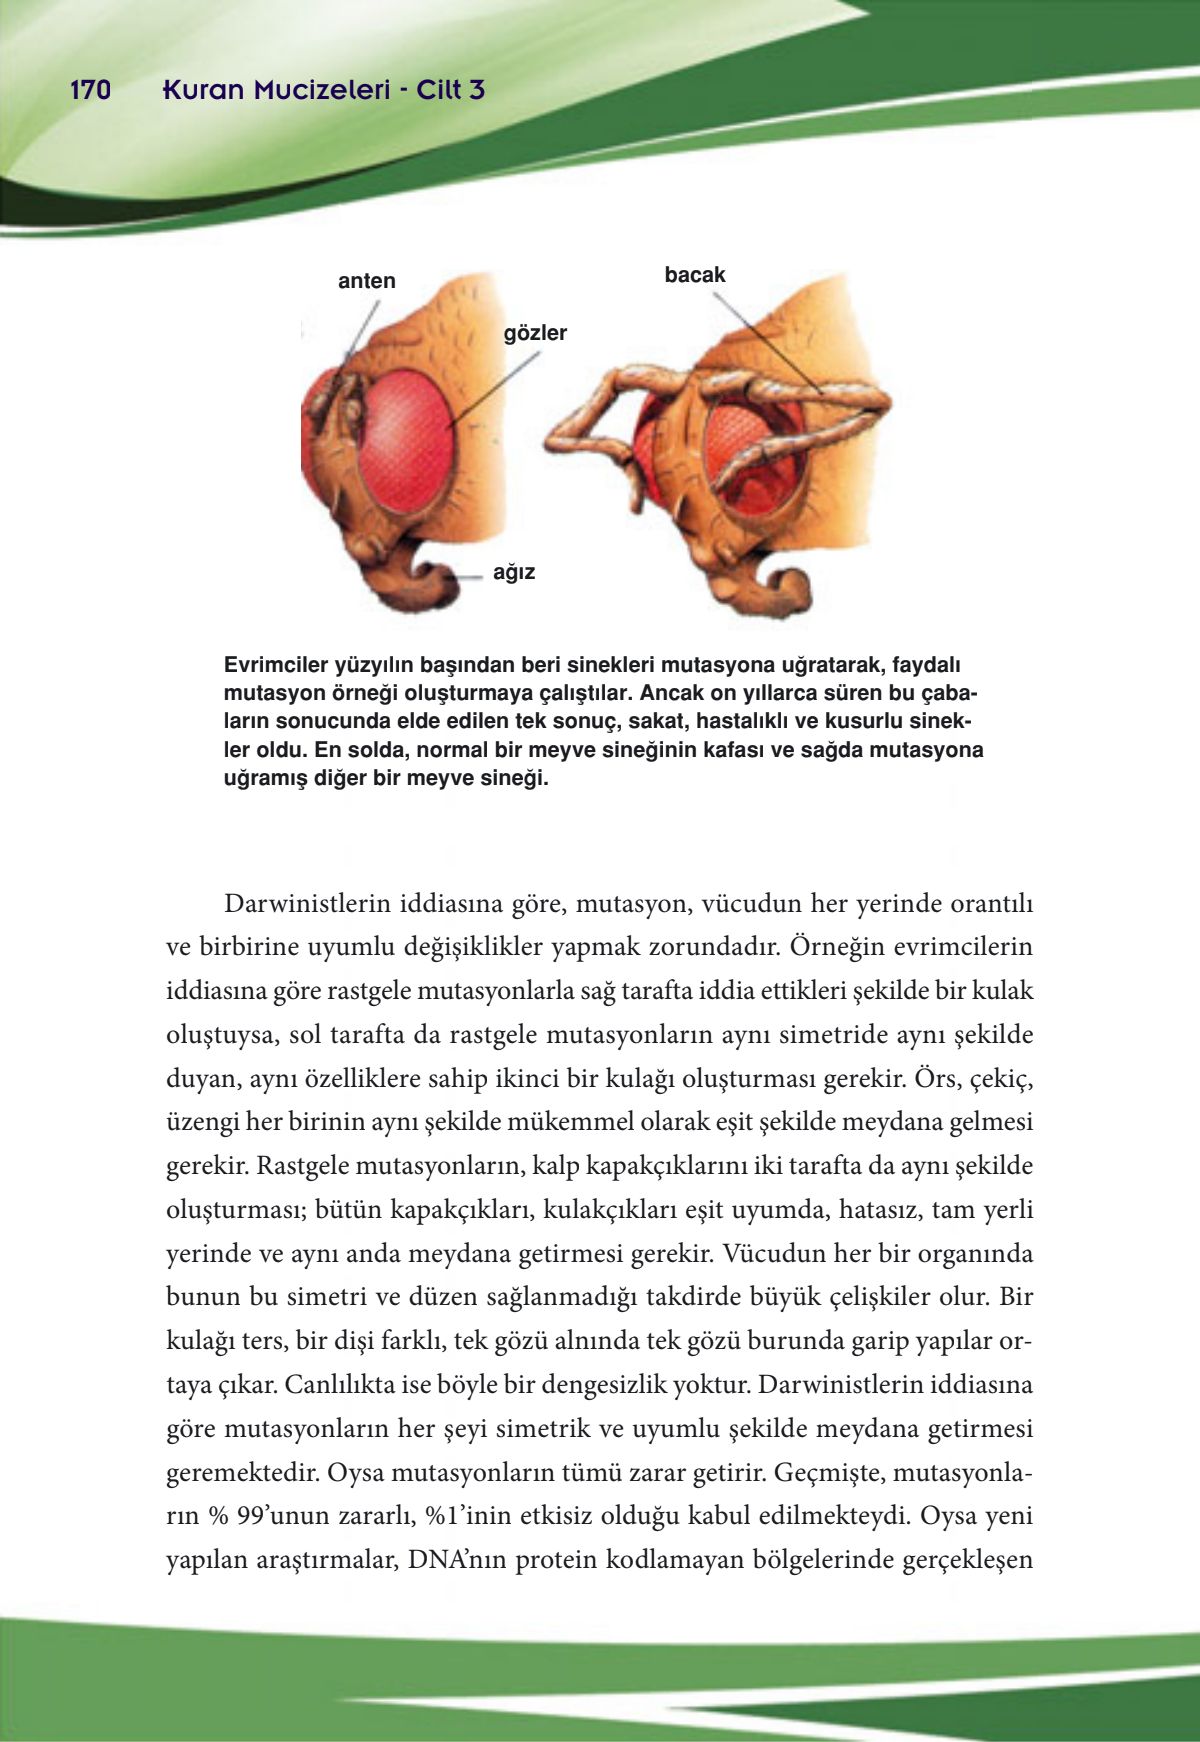 170 Kuran Mucizeleri - Cilt 3
anten
bacak
gözler
ağız
Evrimciler yüzyılın başından beri sinekleri mutasyona uğratarak, faydalı
mutasyon örneği oluşturmaya çalıştılar. Ancak on yıllarca süren bu çaba-
ların sonucunda elde edilen tek sonuç, sakat, hastalıklı ve kusurlu sinek-
ler oldu. En solda, normal bir meyve sineğinin kafası ve sağda mutasyona
uğramış diğer bir meyve sineği.
Darwinistlerin iddiasına göre, mutasyon, vücudun her yerinde orantılı
ve birbirine uyumlu değişiklikler yapmak zorundadır. Örneğin evrimcilerin
iddiasına göre rastgele mutasyonlarla sağ tarafta iddia ettikleri şekilde bir kulak
oluştuysa, sol tarafta da rastgele mutasyonların aynı simetride aynı şekilde
duyan, aynı özelliklere sahip ikinci bir kulağı oluşturması gerekir. Örs, çekiç,
üzengi her birinin aynı şekilde mükemmel olarak eşit şekilde meydana gelmesi
gerekir. Rastgele mutasyonların, kalp kapakçıklarını iki tarafta da aynı şekilde
oluşturması; bütün kapakçıkları, kulakçıkları eşit uyumda, hatasız, tam yerli
yerinde ve aynı anda meydana getirmesi gerekir. Vücudun her bir organında
bunun bu simetri ve düzen sağlanmadığı takdirde büyük çelişkiler olur. Bir
kulağı ters, bir dişi farklı, tek gözü alnında tek gözü burunda garip yapılar or-
taya çıkar. Canlılıkta ise böyle bir dengesizlik yoktur. Darwinistlerin iddiasına
göre mutasyonların her şeyi simetrik ve uyumlu şekilde meydana getirmesi
geremektedir. Oysa mutasyonların tümü zarar getirir. Geçmişte, mutasyonla-
rın % 99’unun zararlı, %1’inin etkisiz olduğu kabul edilmekteydi. Oysa yeni
yapılan araştırmalar, DNA’nın protein kodlamayan bölgelerinde gerçekleşen